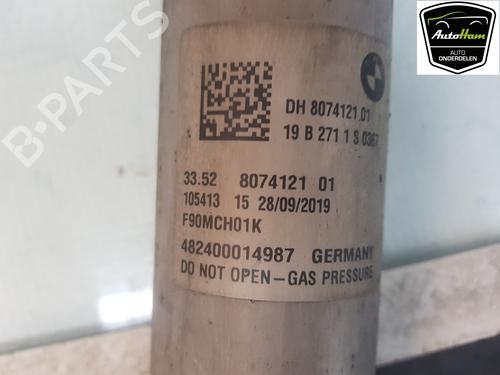 AutoHam
AUTO
ONDERDELEN
DH 8074121 01
19 B 271 1 S 0367
33.52 8074121 01
105413 15 28/09/2019
F90MCH01K
482400014987 GERMANY
DO NOT OPEN-GAS PRESSURE